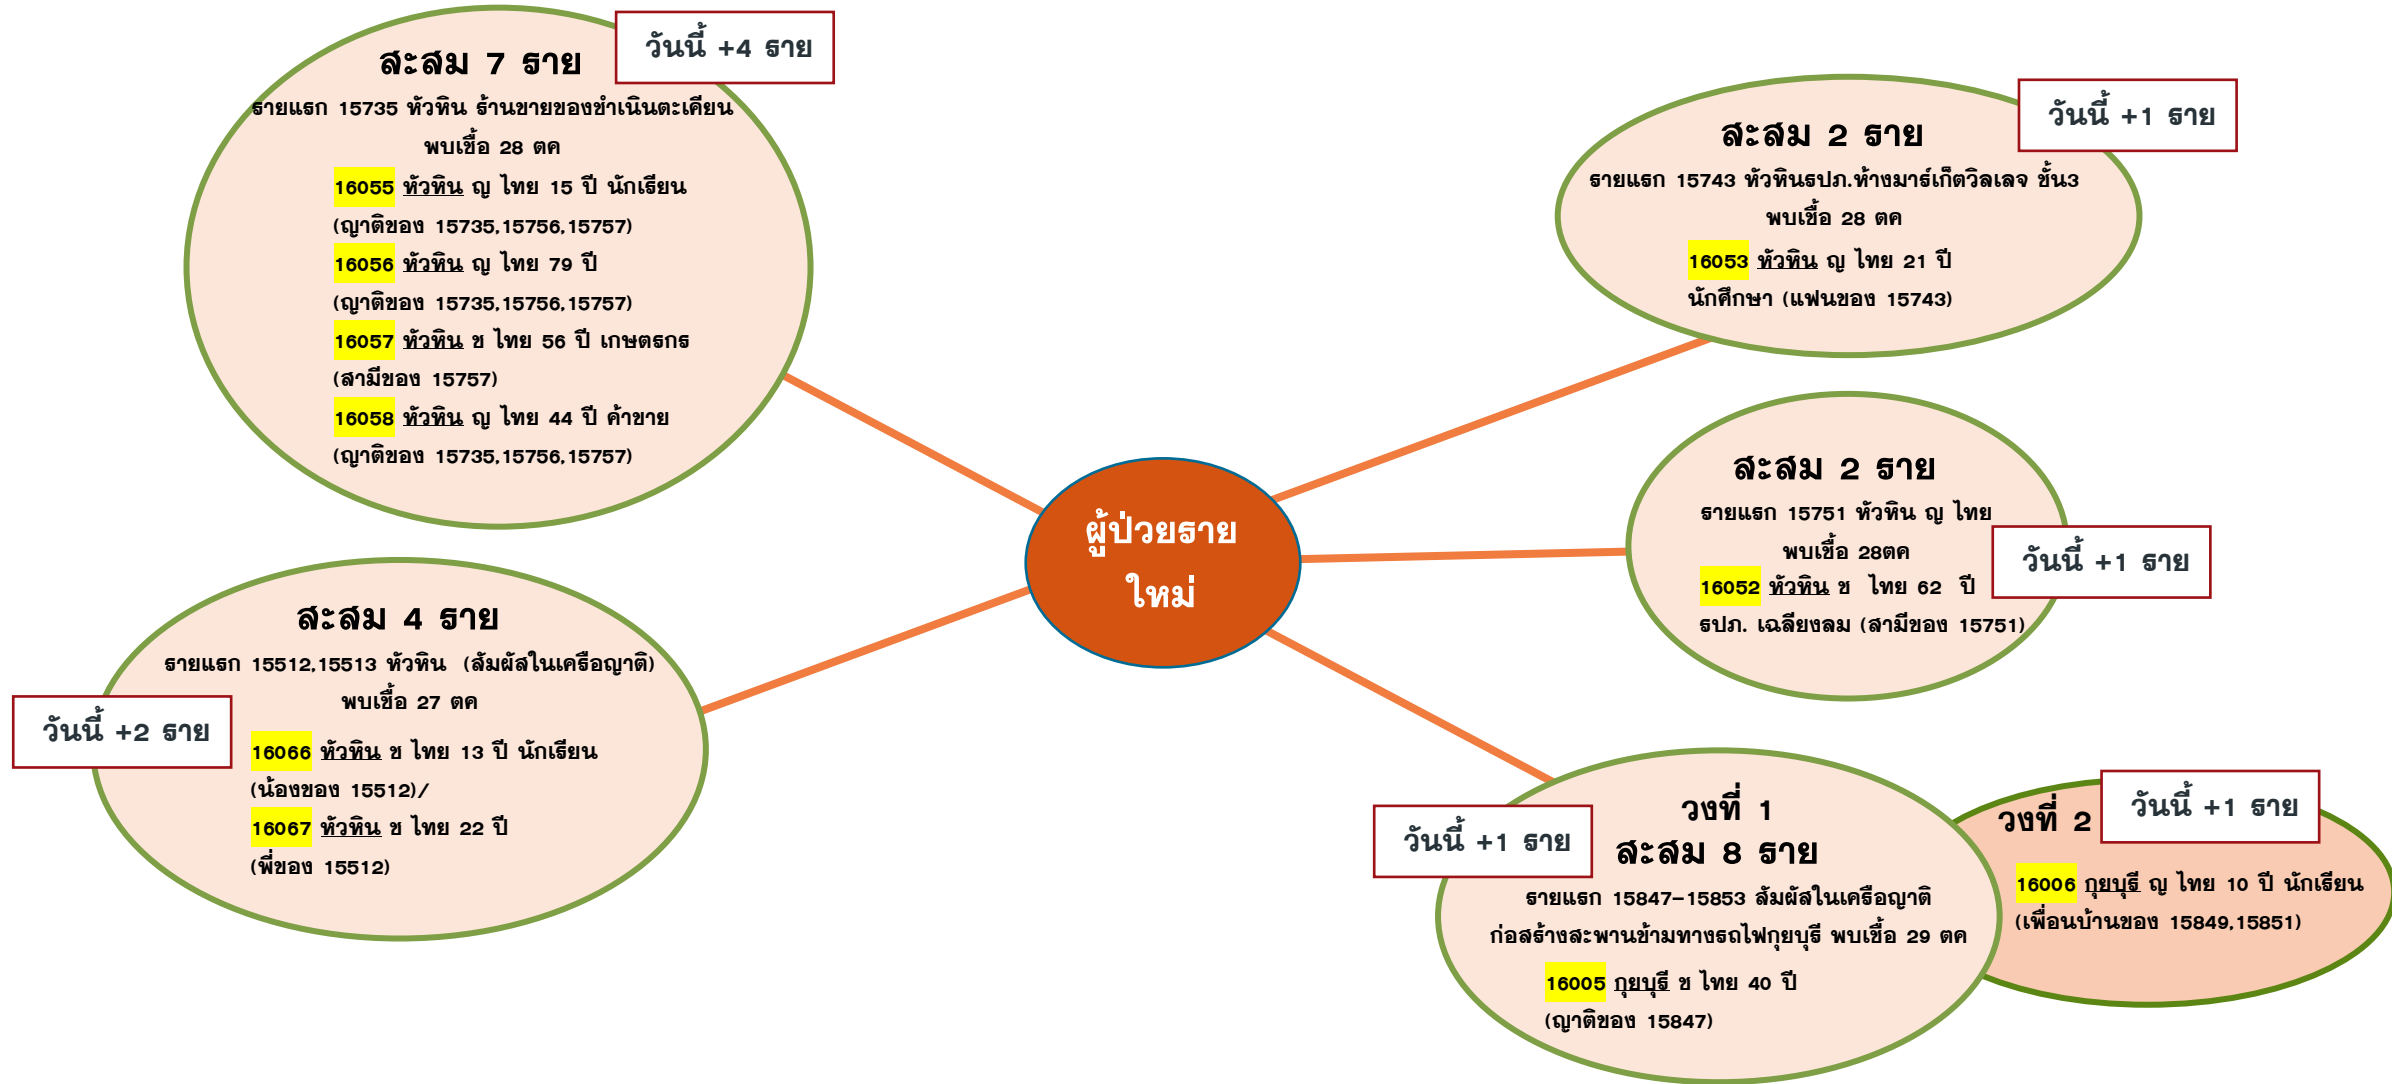 วันนี้ +4 ราย
สะสม 7 ราย
รายแรก 15735 หัวหิน ร้านขายของชำเนินตะเคียน
พบเชื้อ 28 ตค
16055 หัวหิน ญ ไทย 15 ปี นักเรียน
(ญาติของ 15735,15756,15757)
16056 หัวหิน ญ ไทย 79 ปี
(ญาติของ 15735,15756,15757)
16057 หัวหิน ช ไทย 56 ปี เกษตรกร
(สามีของ 15757)
16058 หัวหิน ญ ไทย 44 ปี ค้าขาย
(ญาติของ 15735,15756,15757)
วันนี้ +1 ราย
สะสม 2 ราย
รายแรก 15743 หัวหินรปภ.ห้างมาร์เก็ตวิลเลจ ชั้น3
พบเชื้อ 28 ตค
16053 หัวหิน ญ ไทย 21 ปี
นักศึกษา (แฟนของ 15743)
สะสม 2 ราย
รายแรก 15751 หัวหิน ญ ไทย
พบเชื้อ 28ตค
16052 หัวหิน ช ไทย 62 ปี
รปภ. เฉลียงลม (สามีของ 15751)
วันนี้ +1 ราย
ผู้ป่วยราย
ใหม่
สะสม 4 ราย
รายแรก 15512,15513 หัวหิน (สัมผัสในเครือญาติ)
พบเชื้อ 27 ตค
วันนี้ +2 ราย
16066 หัวหิน ช ไทย 13 ปี นักเรียน
(น้องของ 15512)/
16067 หัวหิน ช ไทย 22 ปี
(พี่ของ 15512)
วงที่ 1
วันนี้ +1 ราย
สะสม 8 ราย
รายแรก 15847-15853 สัมผัสในเครือญาติ
ก่อสร้างสะพานข้ามทางรถไฟกุยบุรี พบเชื้อ 29 ตค
16005 กุยบุรี ช ไทย 40 ปี
(ญาติของ 15847)
วันนี้ +1 ราย
วงที่ 2
16006 กุยบุรี ญ ไทย 10 ปี นักเรียน
(เพื่อนบ้านของ 15849,15851)